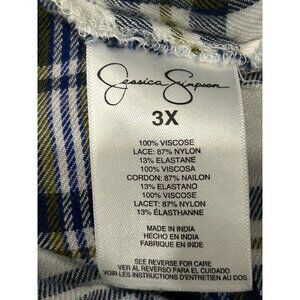 Jessica Simpson
3X
100% VISCOSE
LACE: 87% NYLON
13% ELASTANE
100% VISCOSA
CORDON: 87% NAILON
13% ELASTANO
100% VISCOSE
LACET: 87% NYLON
13% ÉLASTHANNE
MADE IN INDIA
HECHO EN INDIA
FABRIQUE EN INDE
SEE REVERSE FOR CARE
VER AL REVERSO PARA EL CUIDADO
VOIR LES INSTRUCTIONS D'ENTRETIEN AU DOS